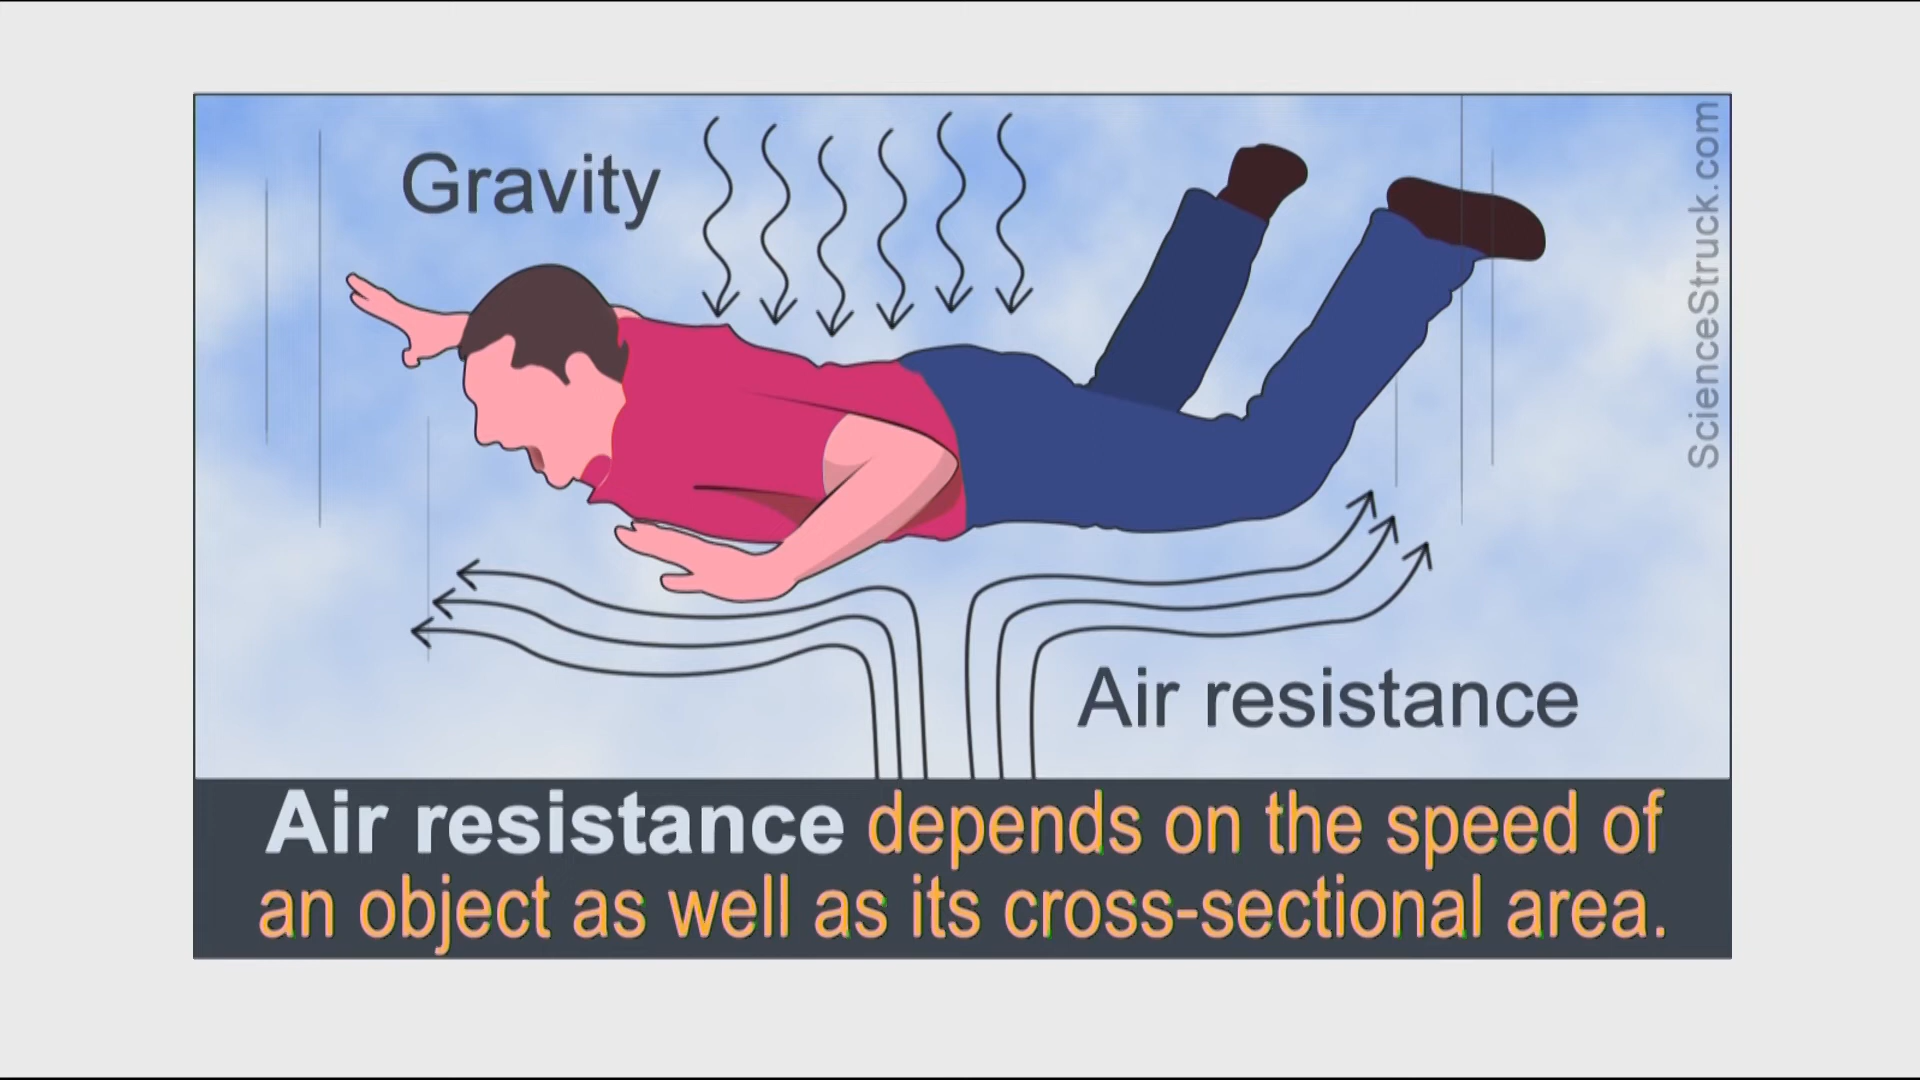 Gravity
ScienceStruck.com
Air resistance
Air resistance depends on the speed of
an object as well as its cross-sectional area.